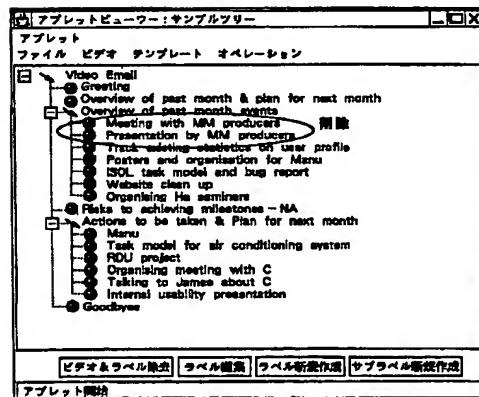 アプレットビューワー：サンプルツリー
アプレット
ファイル ビデオ テンプレート オペレーション
Video Email
Greeting
Overview of past month & plan for next month
Overview of past month events
Meeting with MM producers 削除
Presentation by MM producers
Track existing statistics on user profile
Posters and organisation for Manu
ISOL task model and bug report
Website clean up
Organising Ha seminars
Risks to achieving milestones - NA
Actions to be taken & Plan for next month
Manu
Task model for air conditioning system
RDU project
Organising meeting with C
Talking to James about C
Internal usability presentation
Goodbyes
ビデオ&ラベル除去 ラベル編集 ラベル新規作成 サブラベル新規作成
アプレット開始